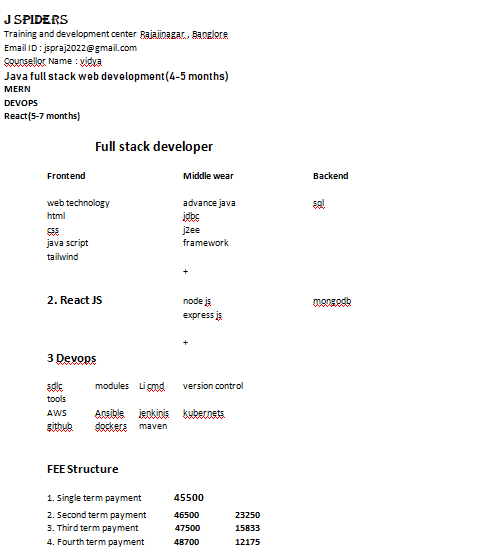 J SPIDERS
Training and development center Rajajinagar , Banglore
Email ID : jspraj2022@gmail.com
Counsellor Name : vidya
Java full stack web development(4-5 months)
MERN
DEVOPS
React(5-7 months)
Full stack developer
Frontend Middle wear Backend
web technology advance java sql
html jdbc
css j2ee
java script framework
tailwind
+
2. React JS node js mongodb
express js
+
3 Devops
sdlc modules Li cmd version control
tools
AWS Ansible jenkinis kubernets
github dockers maven
FEE Structure
1. Single term payment 45500
2. Second term payment 46500 23250
3. Third term payment 47500 15833
4. Fourth term payment 48700 12175